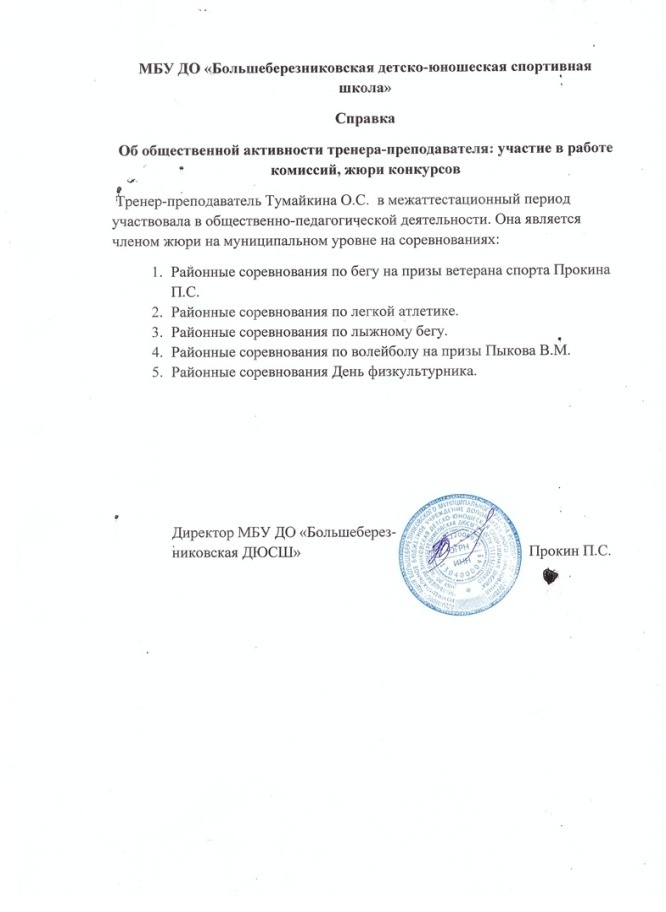 МБУ ДО «Большеберезниковская детско-юношеская спортивная
школа»
Справка
Об общественной активности тренера-преподавателя: участие в работе
комиссий, жюри конкурсов
Тренер-преподаватель Тумайкина О.С. в межаттестационный период
участвовала в общественно-педагогической деятельности. Она является
членом жюри на муниципальном уровне на соревнованиях:
1. Районные соревнования по бегу на призы ветерана спорта Прокина
П.С.
2. Районные соревнования по легкой атлетике.
3. Районные соревнования по лыжному бегу.
4. Районные соревнования по волейболу на призы Пыкова В.М.
5. Районные соревнования День физкультурника.
Директор МБУ ДО «Большеберез-
никовская ДЮСШ»
ОГРН
ИНН
Прокин П.С.